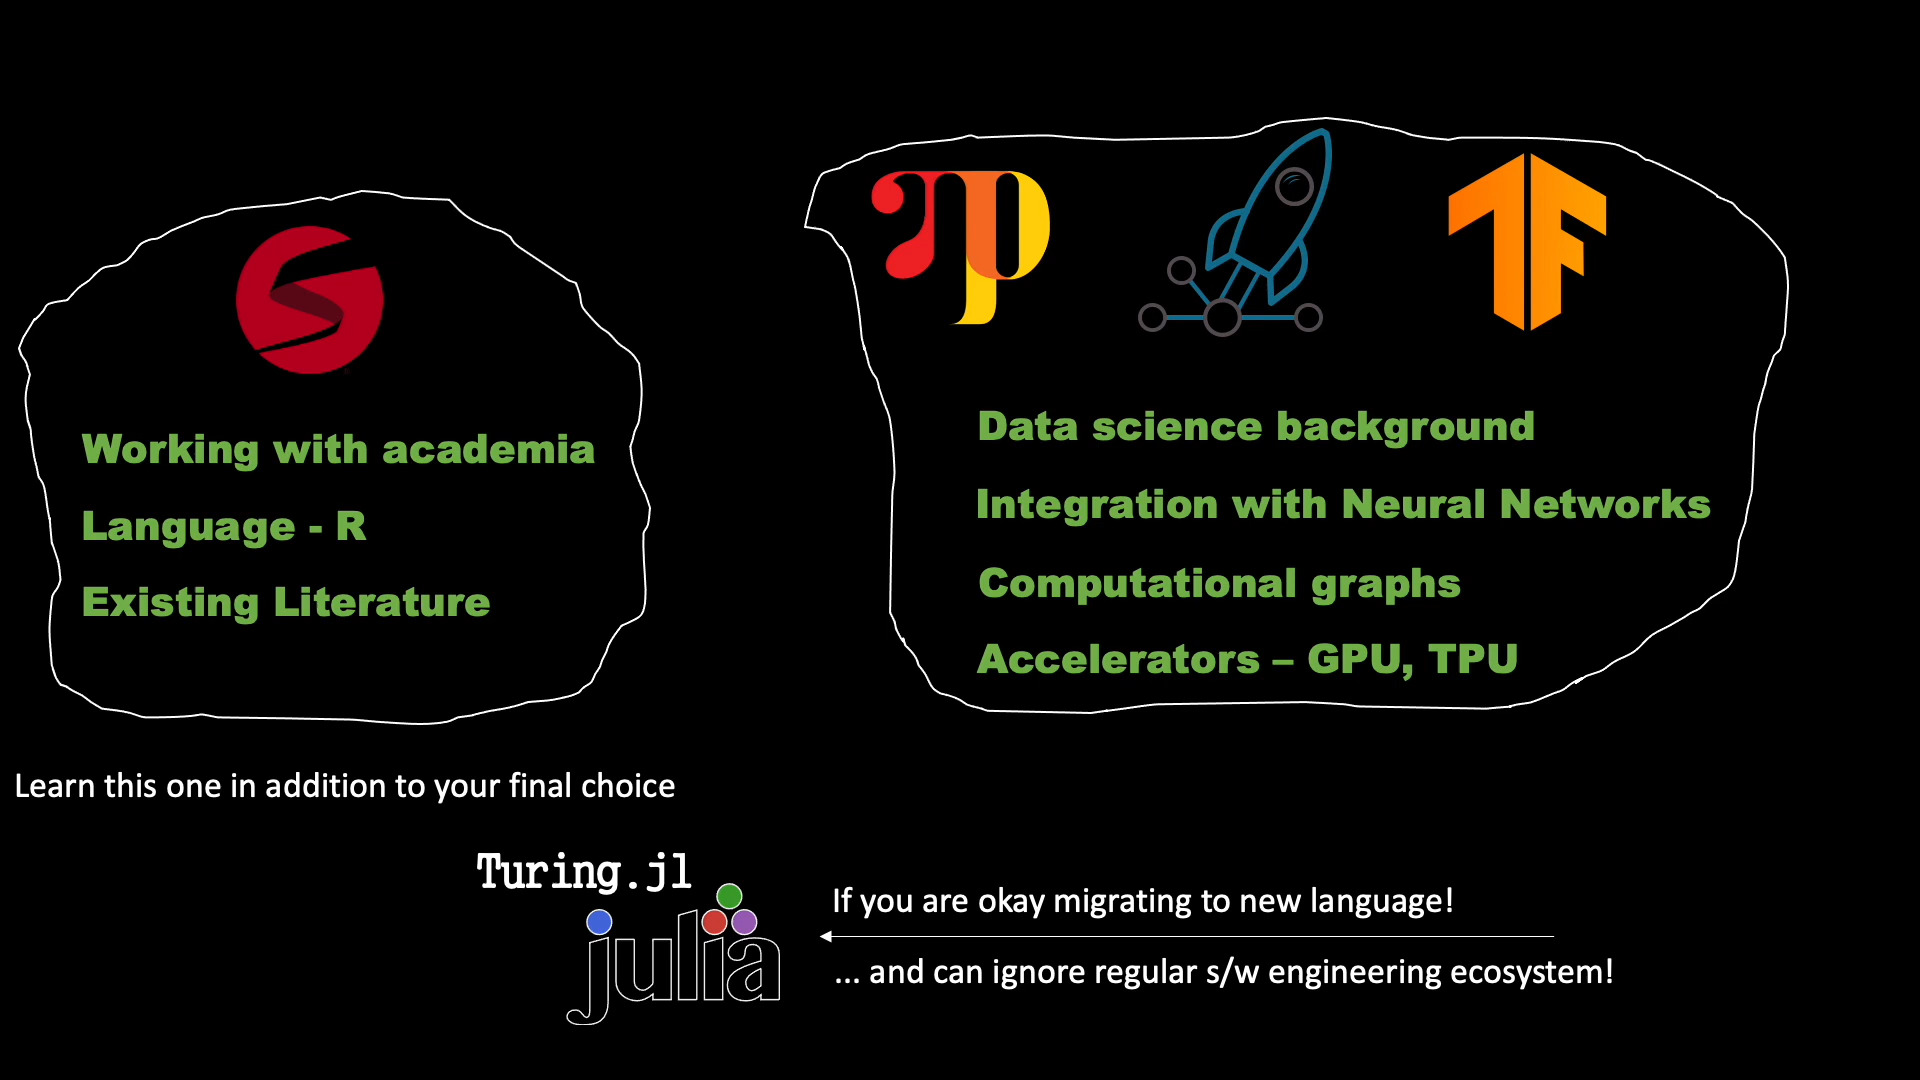 Working with academia
Language - R
Existing Literature
Data science background
Integration with Neural Networks
Computational graphs
Accelerators – GPU, TPU
Learn this one in addition to your final choice
Turing.jl
julia
If you are okay migrating to new language!
... and can ignore regular s/w engineering ecosystem!